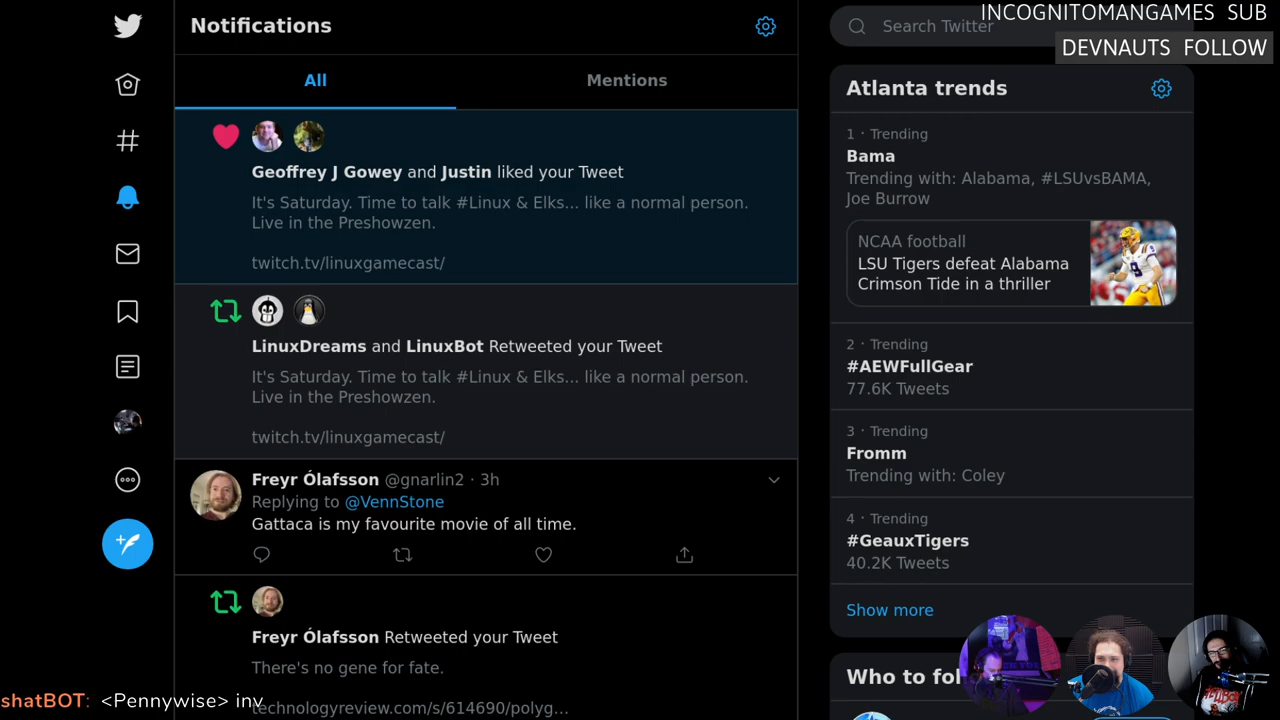 Notifications
All
Mentions
Geoffrey J Gowey and Justin liked your Tweet
It's Saturday. Time to talk #Linux & Elks... like a normal person.
Live in the Preshowzen.
twitch.tv/linuxgamecast/
LinuxDreams and LinuxBot Retweeted your Tweet
It's Saturday. Time to talk #Linux & Elks... like a normal person.
Live in the Preshowzen.
twitch.tv/linuxgamecast/
Freyr Ólafsson @gnarlin2 · 3h
Replying to @VennStone
Gattaca is my favourite movie of all time.
Freyr Ólafsson Retweeted your Tweet
There's no gene for fate.
technologyreview.com/s/614690/polyg...
shatBOT: <Pennywise> inv
INCOGNITOMANGAMES SUB
Search Twitter
DEVNAUTS FOLLOW
Atlanta trends
1 · Trending
Bama
Trending with: Alabama, #LSUvsBAMA,
Joe Burrow
NCAA football
LSU Tigers defeat Alabama
Crimson Tide in a thriller
2 · Trending
#AEWFullGear
77.6K Tweets
3 · Trending
Fromm
Trending with: Coley
4 · Trending
#GeauxTigers
40.2K Tweets
Show more
Who to fol